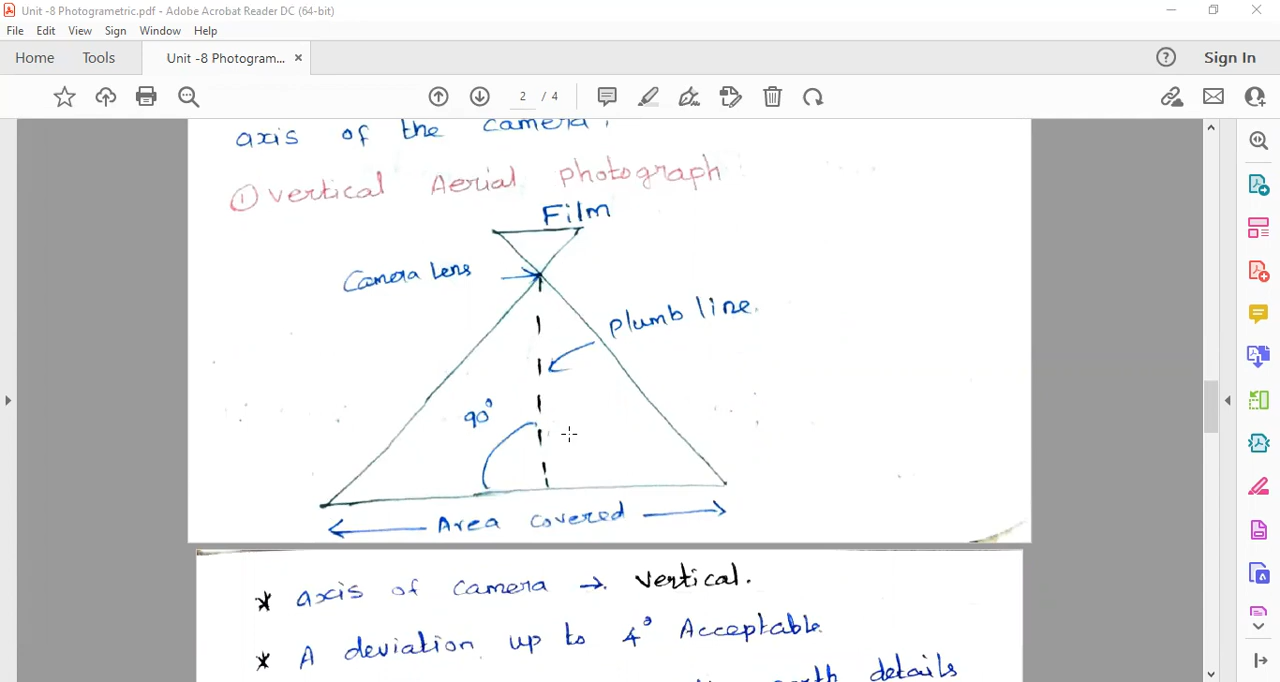 Unit -8 Photogrametric.pdf - Adobe Acrobat Reader DC (64-bit)
File Edit View Sign Window Help
Home Tools Unit -8 Photogram... ×
Sign In
2 / 4
axis of the camera.
① Vertical Aerial photograph
Film
Camera Lens
plumb line.
90°
Area covered
* axis of camera → vertical.
* A deviation up to 4° Acceptable.
earth details